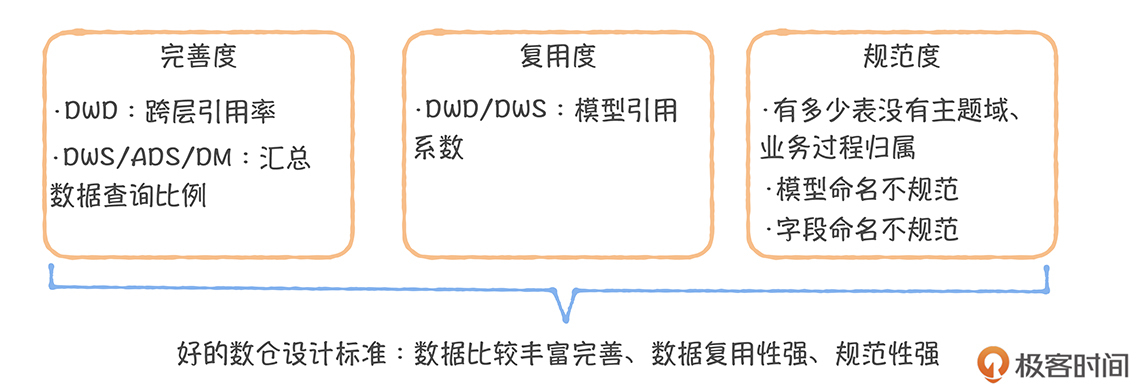 完善度
·DWD：跨层引用率
·DWS/ADS/DM：汇总
数据查询比例
复用度
·DWD/DWS：模型引用
系数
规范度
·有多少表没有主题域、
业务过程归属
·模型命名不规范
·字段命名不规范
好的数仓设计标准：数据比较丰富完善、数据复用性强、规范性强
极客时间